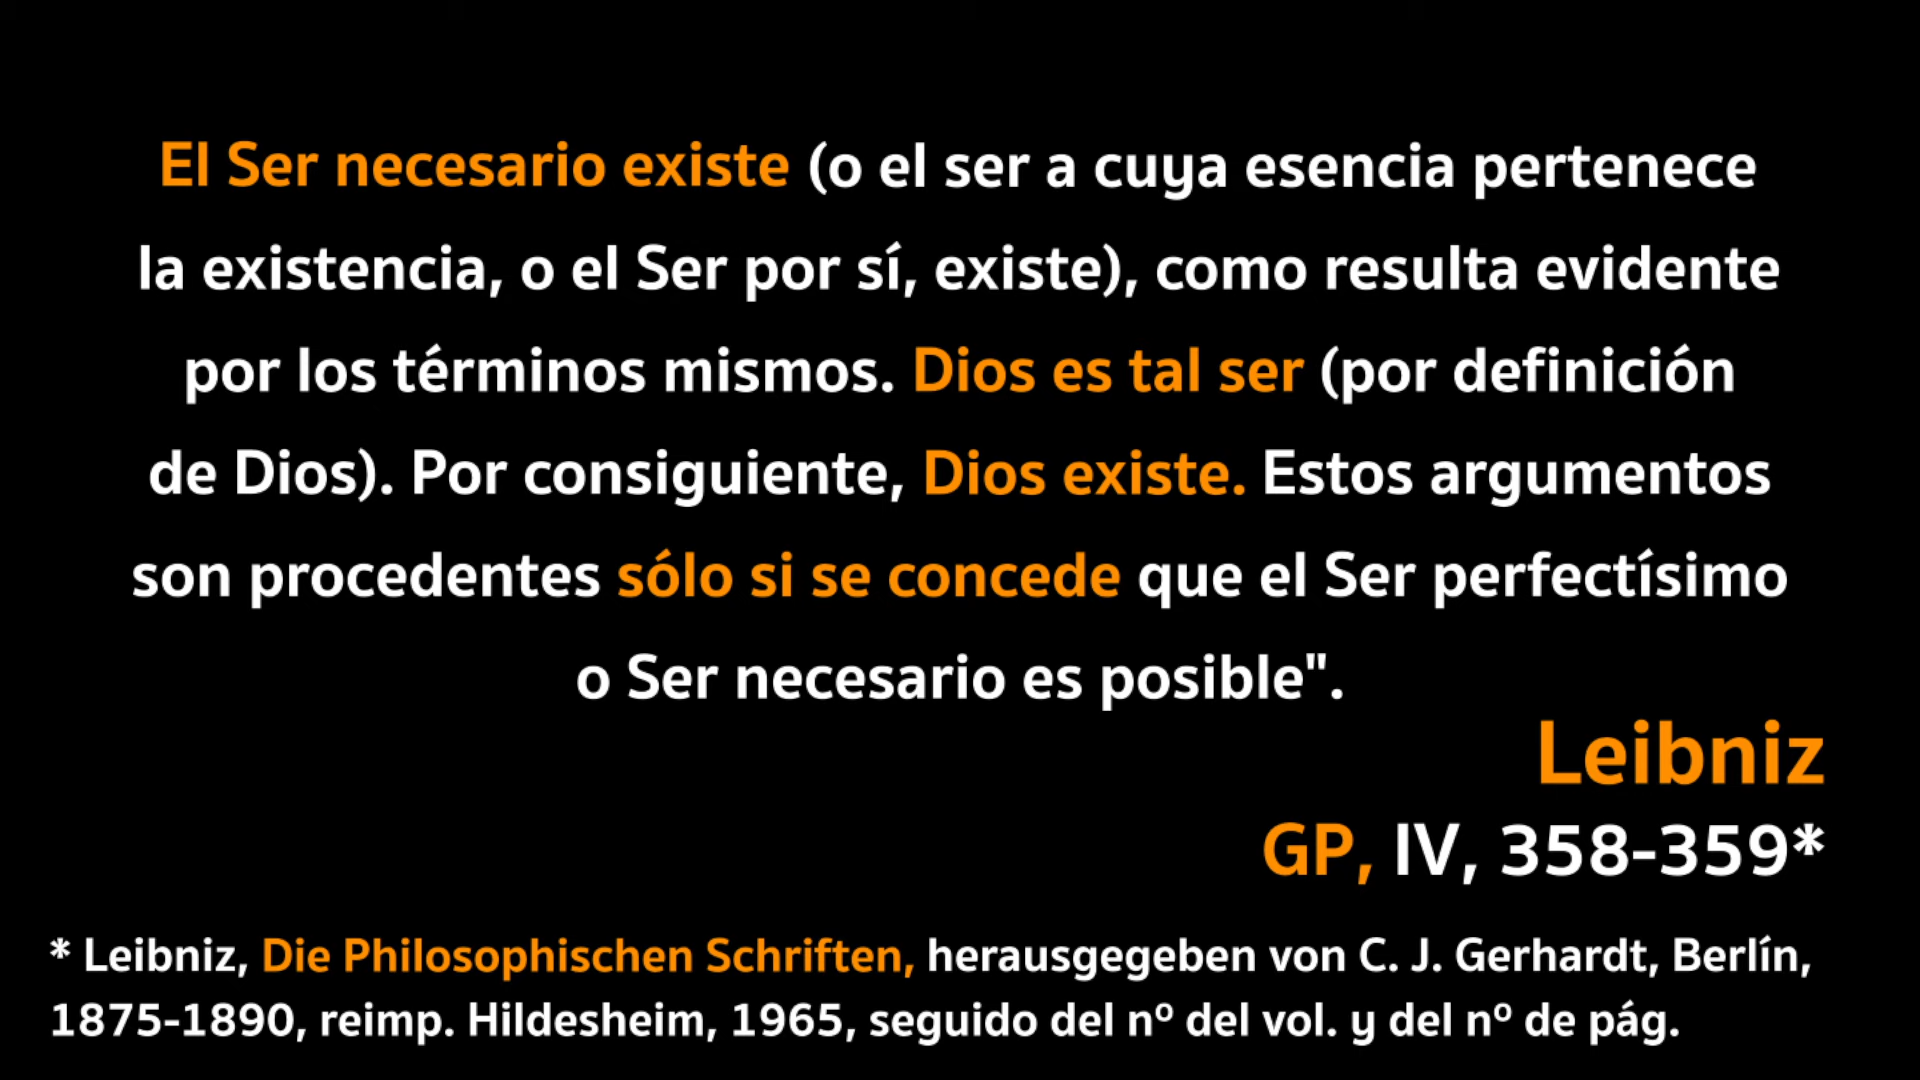 El Ser necesario existe (o el ser a cuya esencia pertenece
la existencia, o el Ser por sí, existe), como resulta evidente
por los términos mismos. Dios es tal ser (por definición
de Dios). Por consiguiente, Dios existe. Estos argumentos
son procedentes sólo si se concede que el Ser perfectísimo
o Ser necesario es posible".
Leibniz
GP, IV, 358-359*
* Leibniz, Die Philosophischen Schriften, herausgegeben von C. J. Gerhardt, Berlín,
1875-1890, reimp. Hildesheim, 1965, seguido del nº del vol. y del nº de pág.